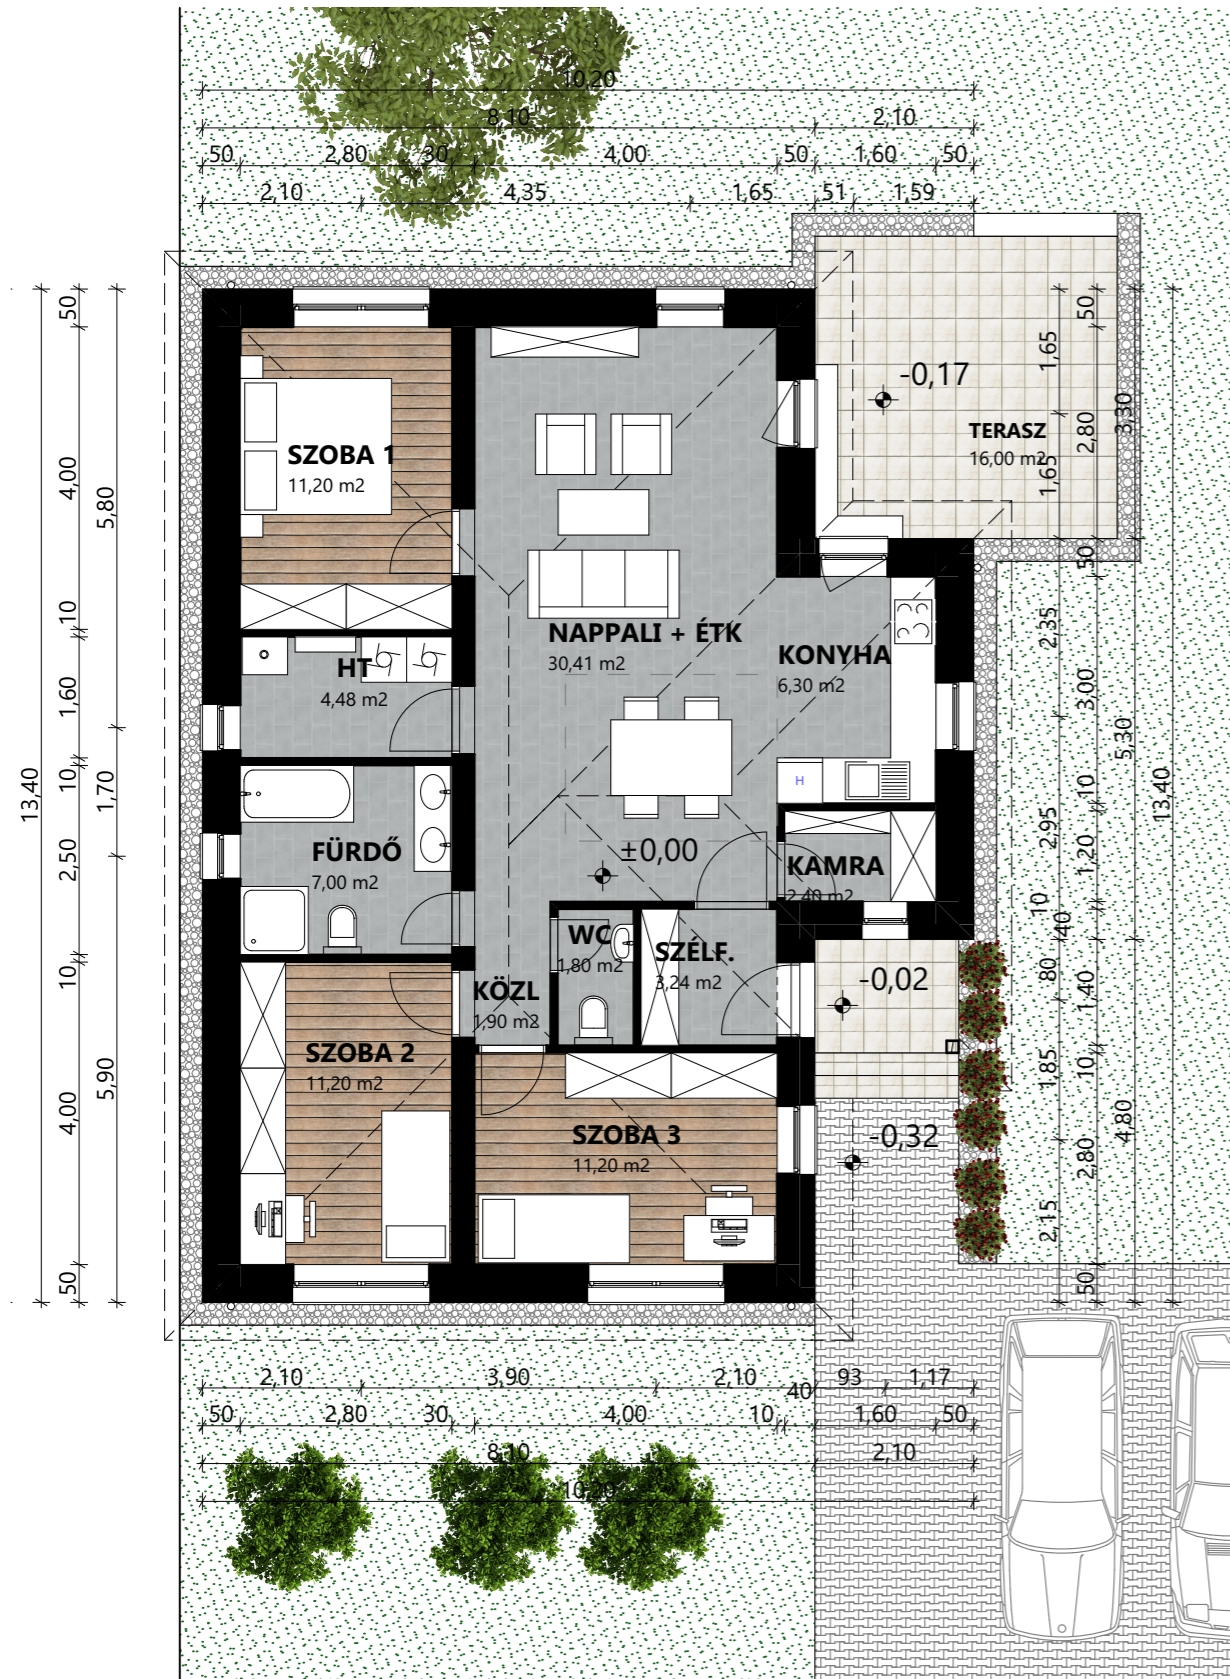 10,20
8,10 2,10
50 2,80 30 4,00 50 1,60 50
2,10 4,35 1,65 51 1,59
13,40
50 4,00 10 1,60 10 2,50 10 4,00 50
5,80 1,70 5,90
SZOBA 1
11,20 m2
HT
4,48 m2
FÜRDŐ
7,00 m2
SZOBA 2
11,20 m2
NAPPALI + ÉTK
30,41 m2
KONYHA
6,30 m2
H
±0,00
KAMRA
2,40 m2
WC
1,80 m2
SZÉLF.
3,24 m2
KÖZL
1,90 m2
SZOBA 3
11,20 m2
-0,17
TERASZ
16,00 m2
-0,02
-0,32
1,65 1,65 2,35 2,95 10 40 80 1,85 2,15
50 2,80 50 3,00 10 1,20 1,40 10 2,80 50
3,30 5,30 4,80
13,40
2,10 3,90 2,10 93 1,17
50 2,80 30 4,00 10 40 1,60 50
8,10 2,10
10,20